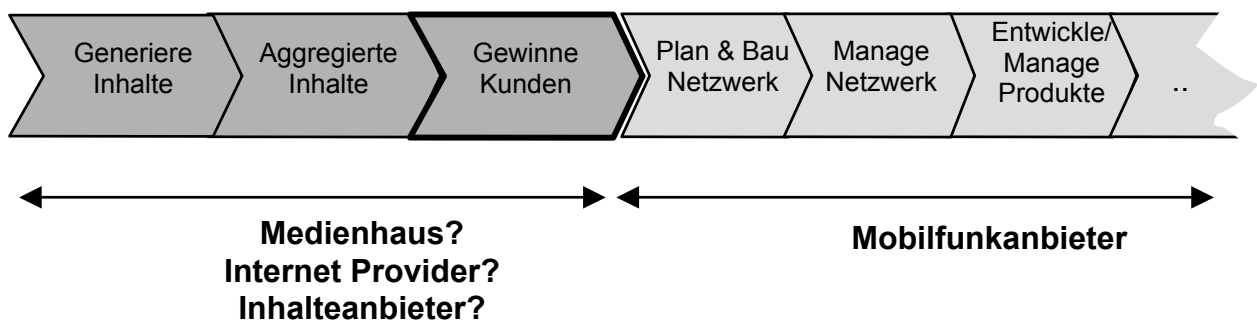 Generiere
Inhalte
Aggregierte
Inhalte
Gewinne
Kunden
Plan & Bau
Netzwerk
Manage
Netzwerk
Entwickle/
Manage
Produkte
..
Medienhaus?
Internet Provider?
Inhalteanbieter?
Mobilfunkanbieter